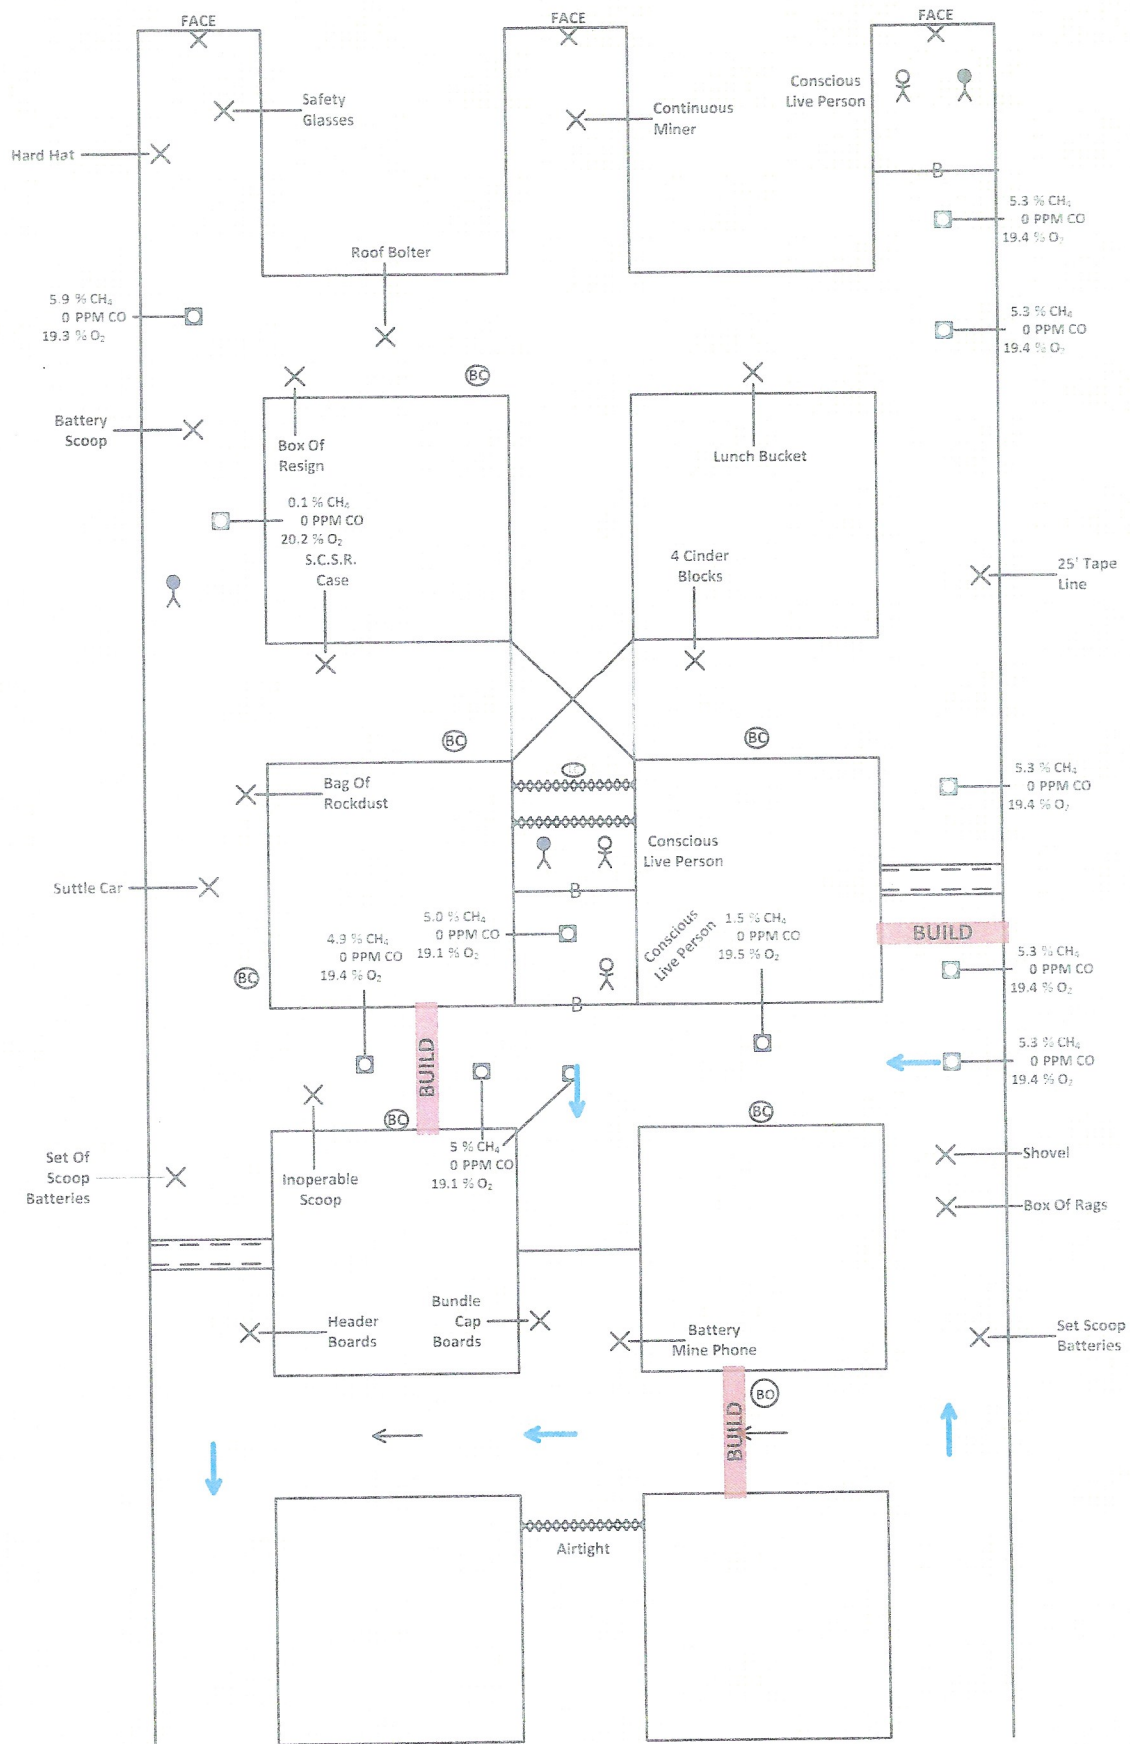 FACE
FACE
FACE
Safety
Glasses
Hard Hat
Continuous
Miner
Conscious
Live Person
B
5.3 % CH₄
0 PPM CO
19.4 % O₂
Roof Bolter
5.9 % CH₄
0 PPM CO
19.3 % O₂
5.3 % CH₄
0 PPM CO
19.4 % O₂
BC
Battery
Scoop
Box Of
Resign
Lunch Bucket
0.1 % CH₄
0 PPM CO
20.2 % O₂
S.C.S.R.
Case
4 Cinder
Blocks
25' Tape
Line
BC
BC
Bag Of
Rockdust
5.3 % CH₄
0 PPM CO
19.4 % O₂
Conscious
Live Person
Suttle Car
B
5.0 % CH₄
0 PPM CO
19.1 % O₂
Conscious
Live Person
1.5 % CH₄
0 PPM CO
19.5 % O₂
4.9 % CH₄
0 PPM CO
19.4 % O₂
BUILD
5.3 % CH₄
0 PPM CO
19.4 % O₂
BC
B
BUILD
5.3 % CH₄
0 PPM CO
19.4 % O₂
BC
BC
5 % CH₄
0 PPM CO
19.1 % O₂
Inoperable
Scoop
Set Of
Scoop
Batteries
Shovel
Box Of Rags
Header
Boards
Bundle
Cap
Boards
Battery
Mine Phone
Set Scoop
Batteries
BO
BUILD
Airtight